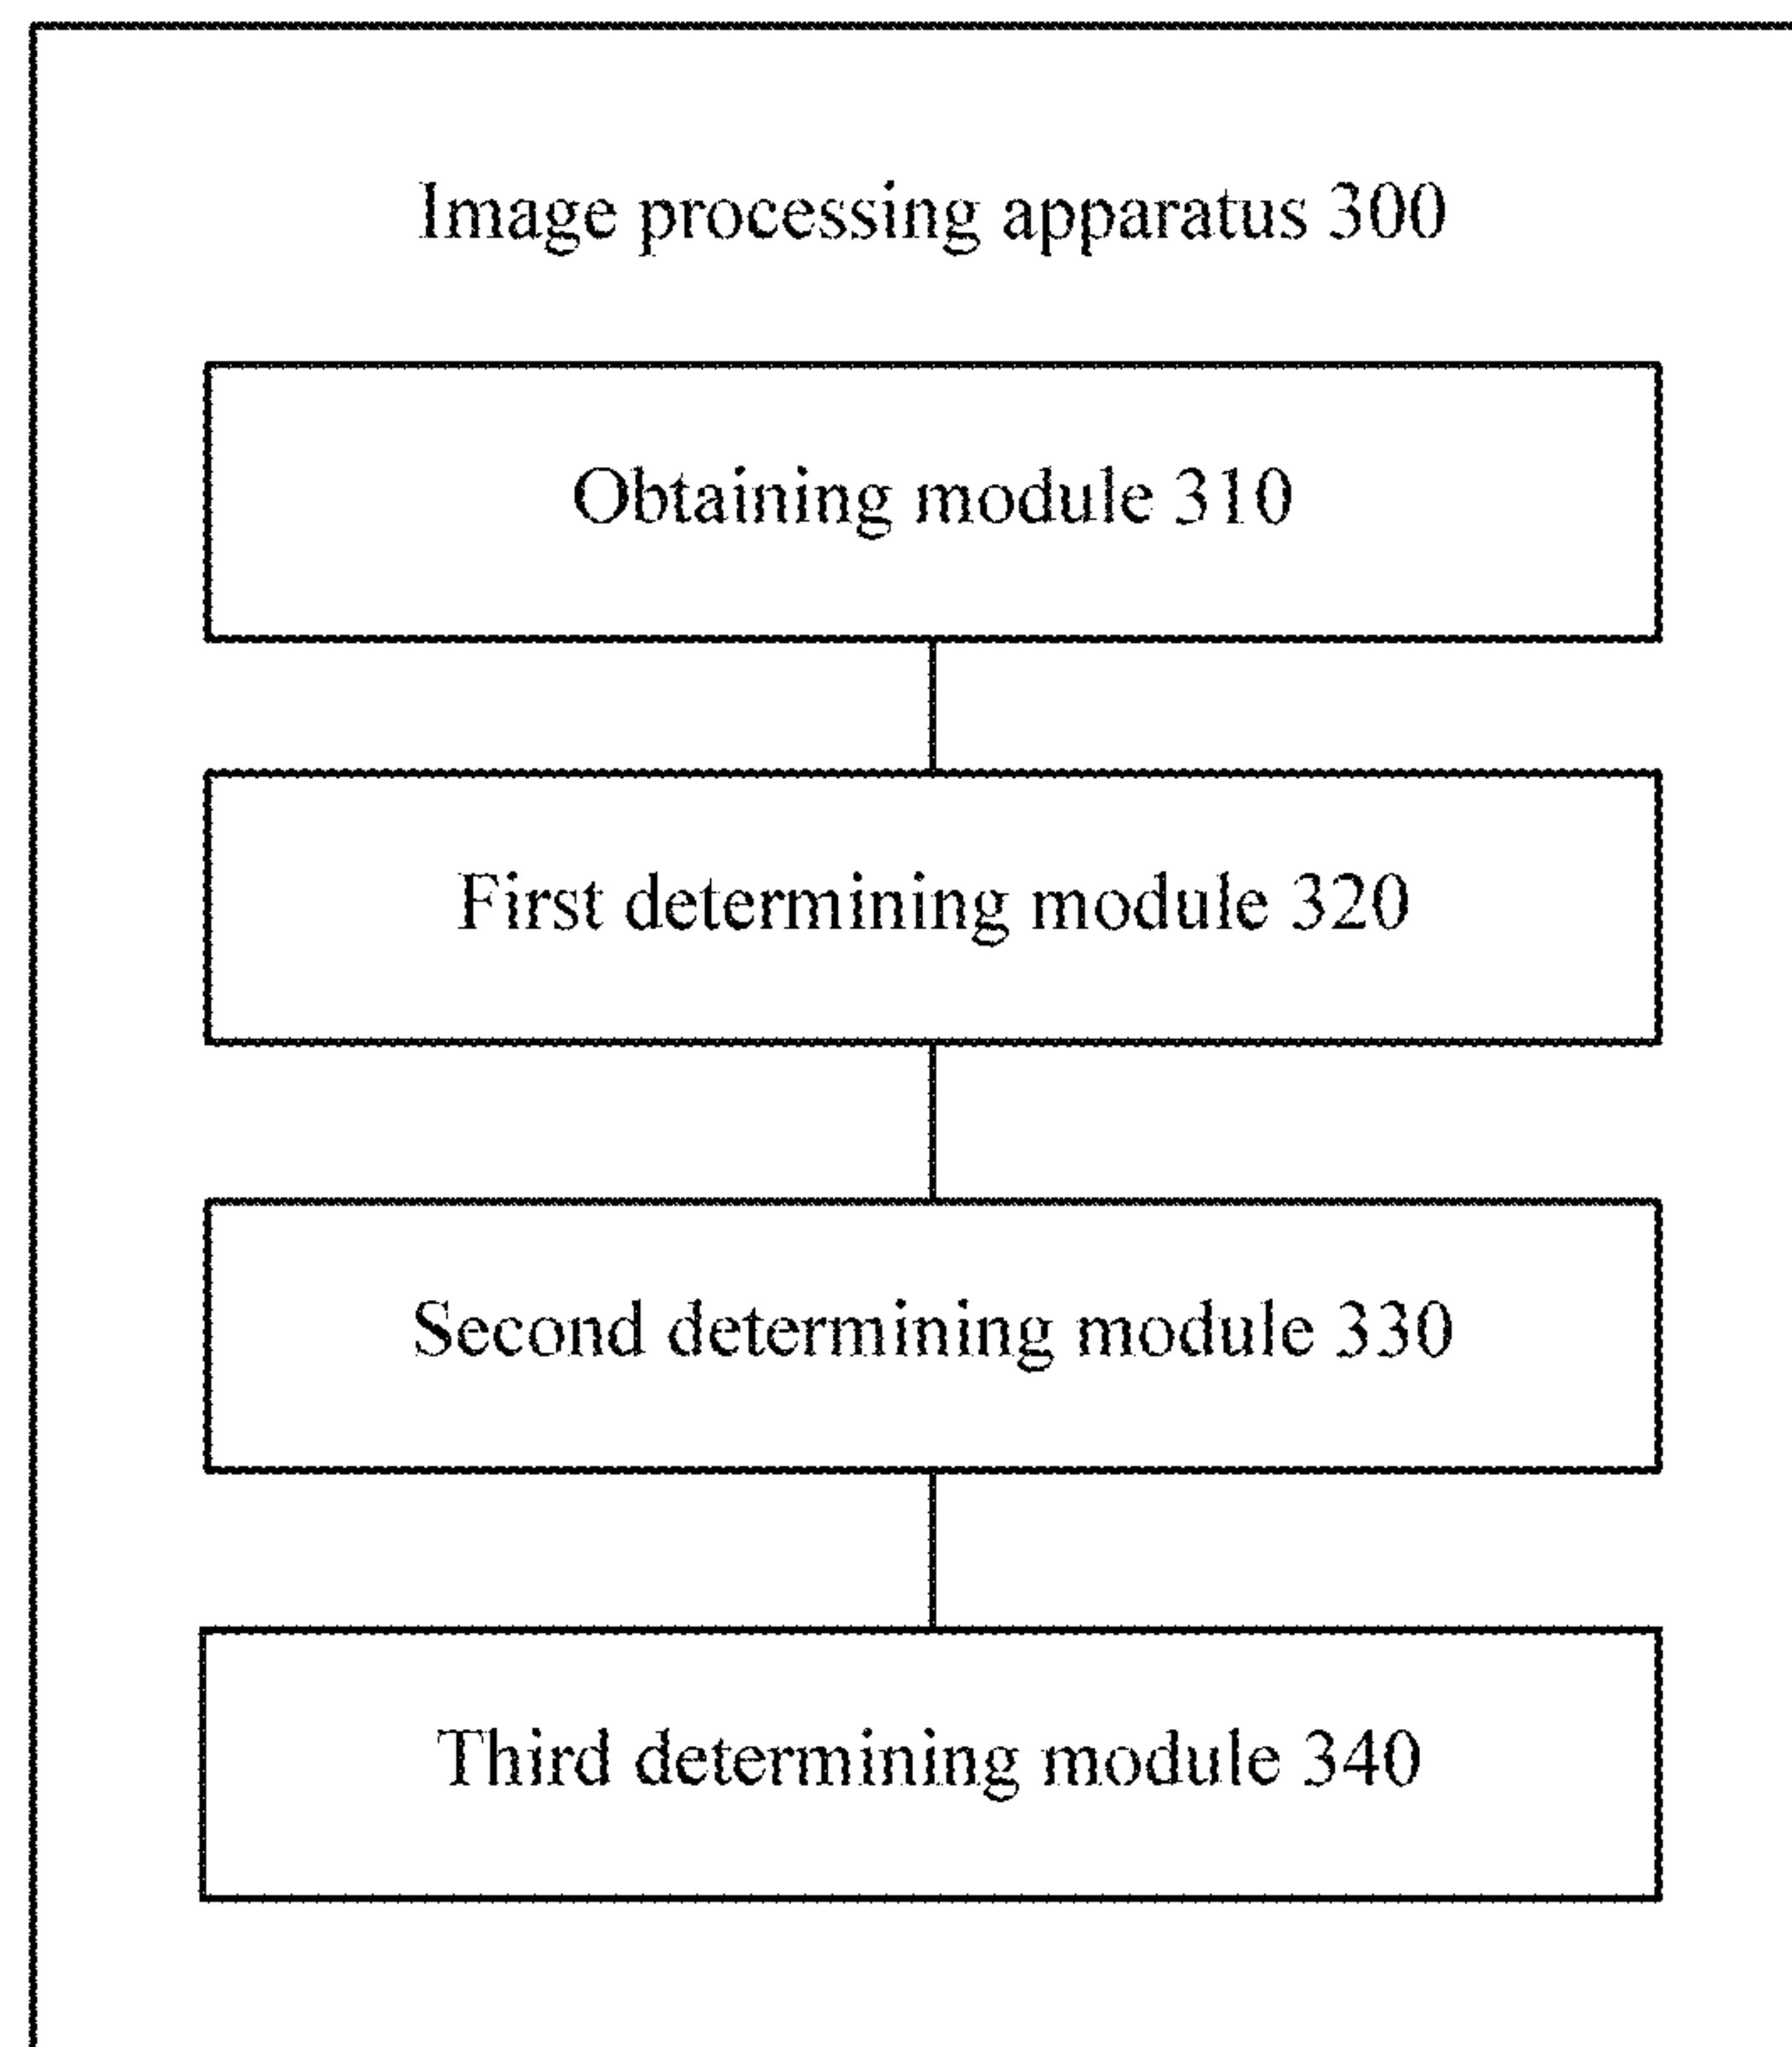 Image processing apparatus 300
Obtaining module 310
First determining module 320
Second determining module 330
Third determining module 340